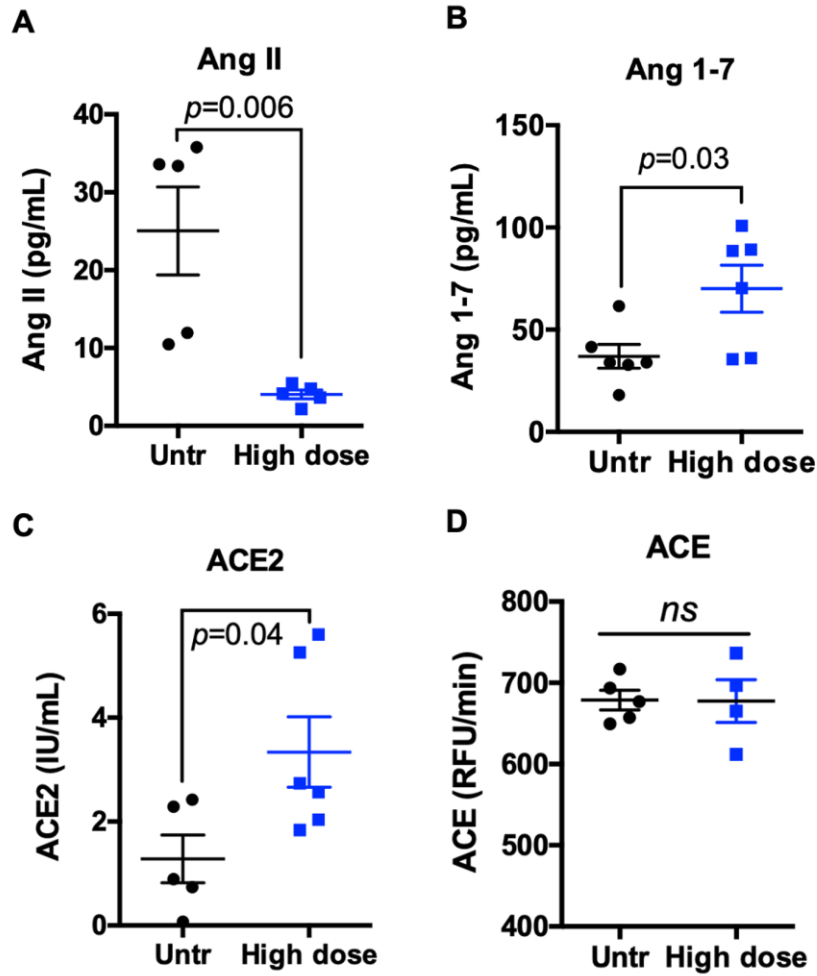 A
Ang II
p=0.006
40
30
20
10
0
Ang II (pg/mL)
Untr High dose
B
Ang 1-7
p=0.03
150
100
50
0
Ang 1-7 (pg/mL)
Untr High dose
C
ACE2
p=0.04
6
4
2
0
ACE2 (IU/mL)
Untr High dose
D
ACE
ns
800
700
600
500
400
ACE (RFU/min)
Untr High dose